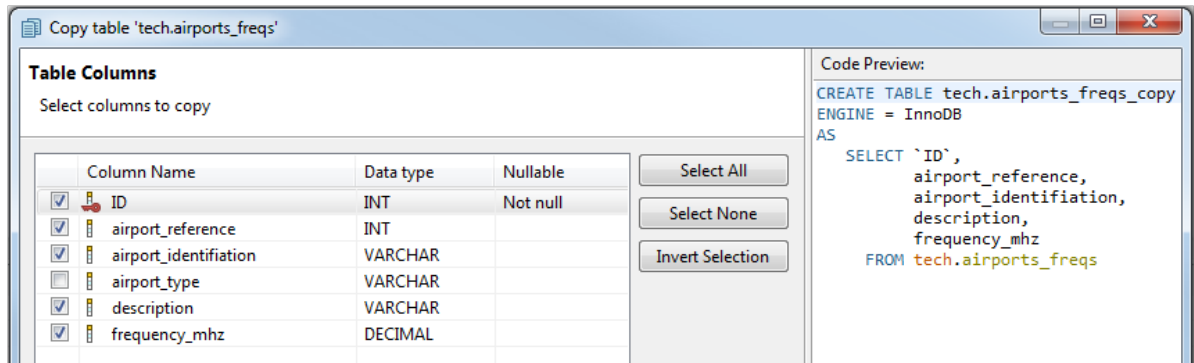 Copy table 'tech.airports_freqs'
Table Columns
Select columns to copy
Column Name Data type Nullable
ID INT Not null
airport_reference INT
airport_identifiation VARCHAR
airport_type VARCHAR
description VARCHAR
frequency_mhz DECIMAL
Select All
Select None
Invert Selection
Code Preview:
CREATE TABLE tech.airports_freqs_copy
ENGINE = InnoDB
AS
SELECT `ID`,
airport_reference,
airport_identifiation,
description,
frequency_mhz
FROM tech.airports_freqs